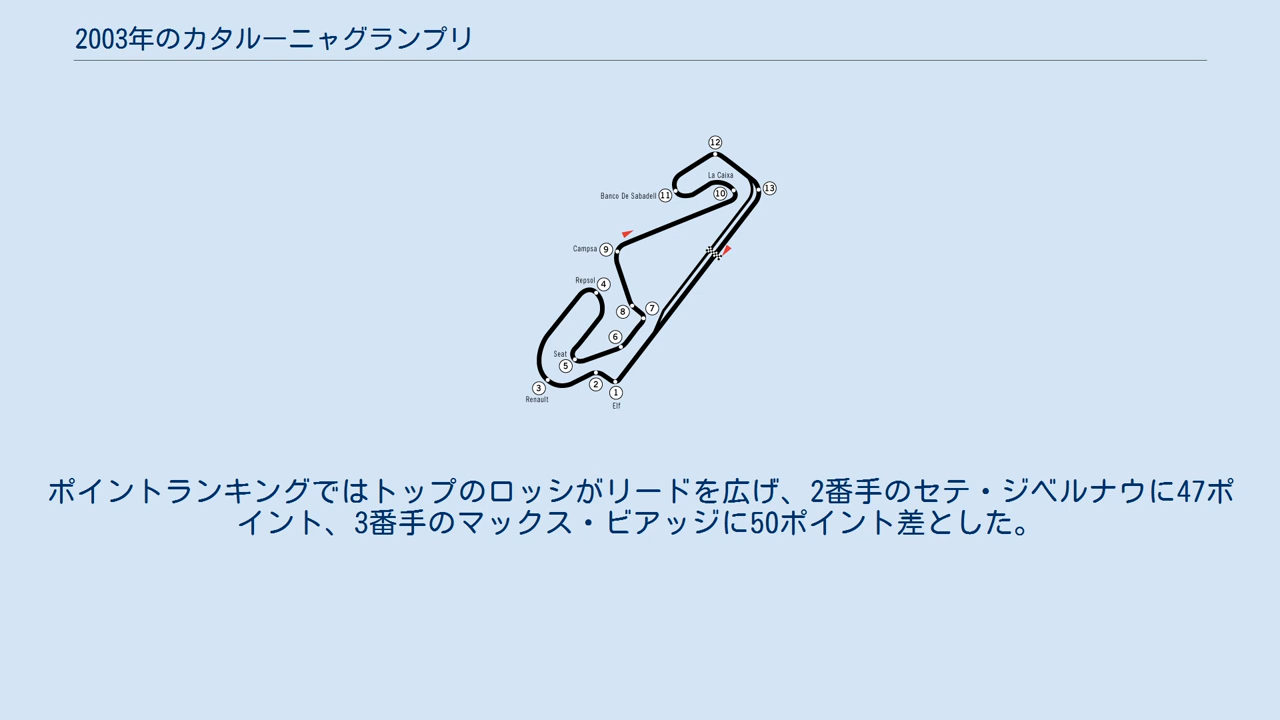 2003年のカタルーニャグランプリ
12
La Caixa
13
10
Banco De Sabadell 11
Campsa 9
Repsol 4
7
8
6
Seat
5
3
2
1
Renault
Elf
ポイントランキングではトップのロッシがリードを広げ、2番手のセテ・ジベルナウに47ポ
イント、3番手のマックス・ビアッジに50ポイント差とした。